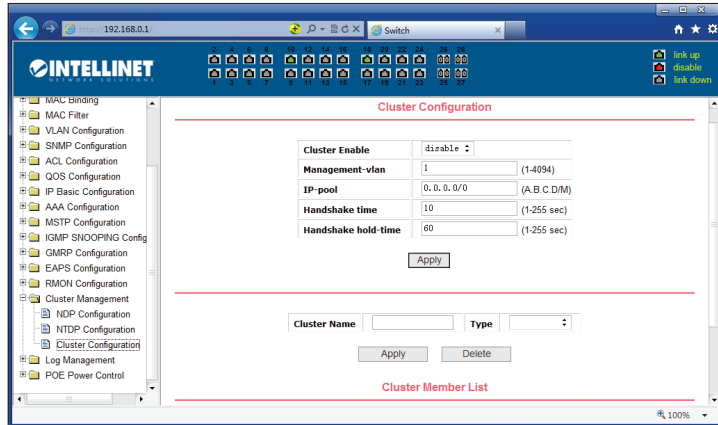 http://192.168.0.1/
Switch
INTELLINET
NETWORK SOLUTIONS
2 4 6 8 10 12 14 16 18 20 22 24 26 28
1 3 5 7 9 11 13 15 17 19 21 23 25 27
link up
disable
link down
MAC Binding
MAC Filter
VLAN Configuration
SNMP Configuration
ACL Configuration
QOS Configuration
IP Basic Configuration
AAA Configuration
MSTP Configuration
IGMP SNOOPING Config
GMRP Configuration
EAPS Configuration
RMON Configuration
Cluster Management
NDP Configuration
NTDP Configuration
Cluster Configuration
Log Management
POE Power Control
Cluster Configuration
Cluster Enable disable
Management-vlan 1 (1-4094)
IP-pool 0.0.0.0/0 (A.B.C.D/M)
Handshake time 10 (1-255 sec)
Handshake hold-time 60 (1-255 sec)
Apply
Cluster Name Type
Apply Delete
Cluster Member List
100%